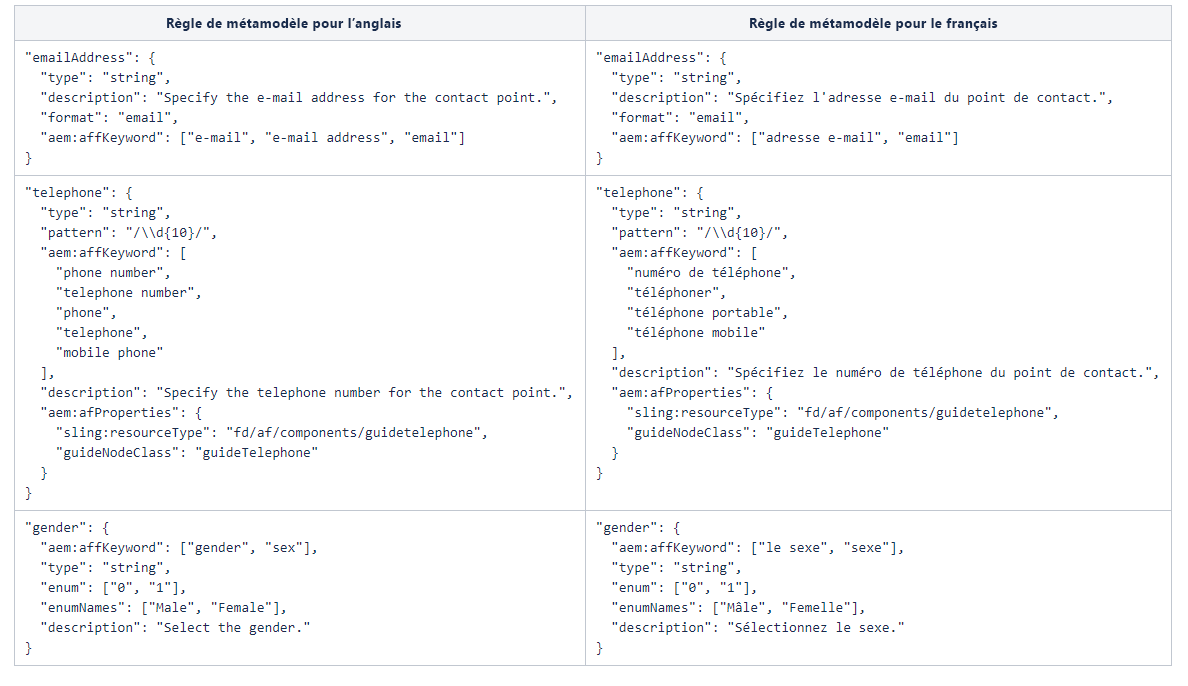 Règle de métamodèle pour l’anglais
Règle de métamodèle pour le français
"emailAddress": {
  "type": "string",
  "description": "Specify the e-mail address for the contact point.",
  "format": "email",
  "aem:affKeyword": ["e-mail", "e-mail address", "email"]
}
"emailAddress": {
  "type": "string",
  "description": "Spécifiez l'adresse e-mail du point de contact.",
  "format": "email",
  "aem:affKeyword": ["adresse e-mail", "email"]
}
"telephone": {
  "type": "string",
  "pattern": "/\\d{10}/",
  "aem:affKeyword": [
    "phone number",
    "telephone number",
    "phone",
    "telephone",
    "mobile phone"
  ],
  "description": "Specify the telephone number for the contact point.",
  "aem:afProperties": {
    "sling:resourceType": "fd/af/components/guidetelephone",
    "guideNodeClass": "guideTelephone"
  }
}
"telephone": {
  "type": "string",
  "pattern": "/\\d{10}/",
  "aem:affKeyword": [
    "numéro de téléphone",
    "téléphoner",
    "téléphone portable",
    "téléphone mobile"
  ],
  "description": "Spécifiez le numéro de téléphone du point de contact.",
  "aem:afProperties": {
    "sling:resourceType": "fd/af/components/guidetelephone",
    "guideNodeClass": "guideTelephone"
  }
}
"gender": {
  "aem:affKeyword": ["gender", "sex"],
  "type": "string",
  "enum": ["0", "1"],
  "enumNames": ["Male", "Female"],
  "description": "Select the gender."
}
"gender": {
  "aem:affKeyword": ["le sexe", "sexe"],
  "type": "string",
  "enum": ["0", "1"],
  "enumNames": ["Mâle", "Femelle"],
  "description": "Sélectionnez le sexe."
}